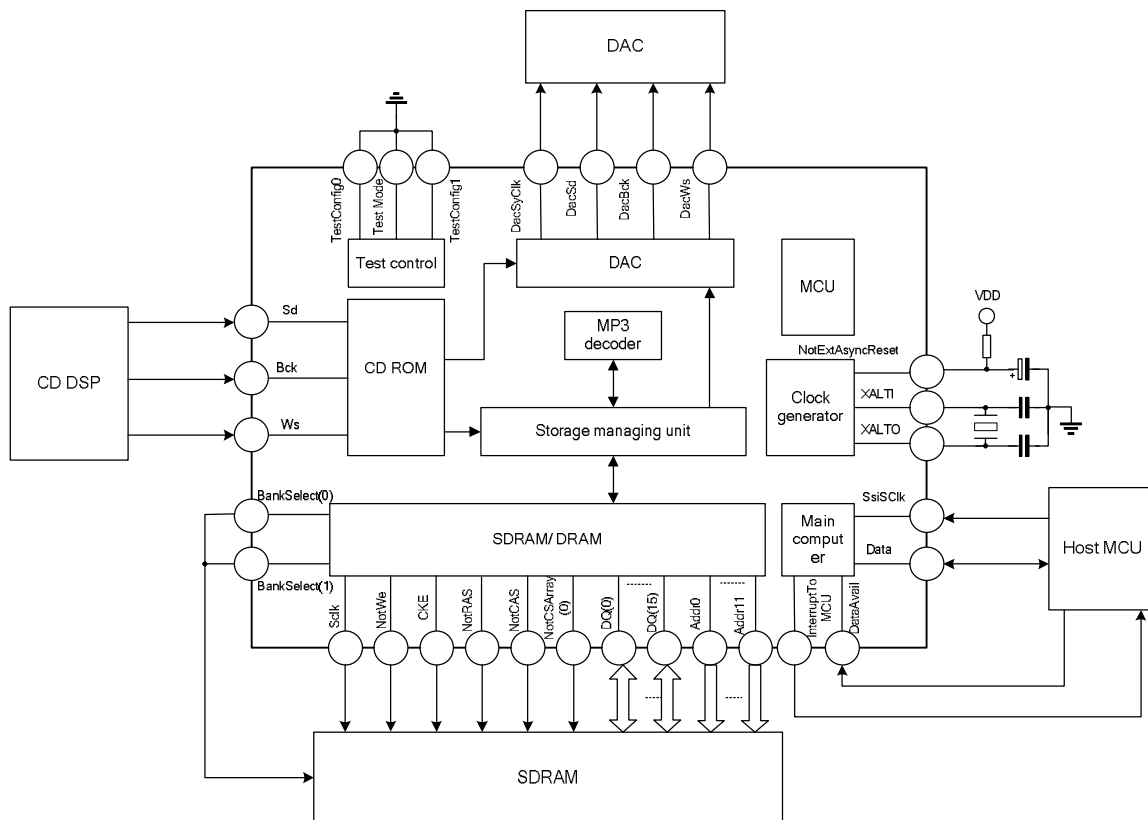 DAC
TestConfig0
Test Mode
TestConfig1
DacSyClk
DacSd
DacBck
DacWs
Test control
DAC
MCU
VDD
CD DSP
Sd
Bck
Ws
CD ROM
MP3
decoder
Storage managing unit
NotExtAsyncReset
Clock
generator
XALTI
XALTO
+
BankSelect(0)
BankSelect(1)
SDRAM/ DRAM
Main
comput
er
SsiSClk
Data
Host MCU
Sclk
NotWe
CKE
NotRAS
NotCAS
NotCSArray
(0)
DQ(0)
DQ(15)
Addr0
Addr11
InterruptTo
MCU
DataAvail
SDRAM